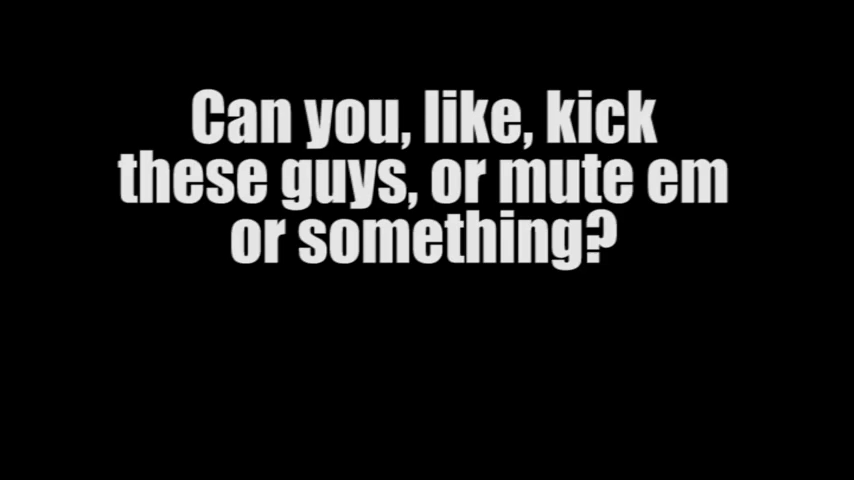 Can you, like, kick
these guys, or mute em
or something?